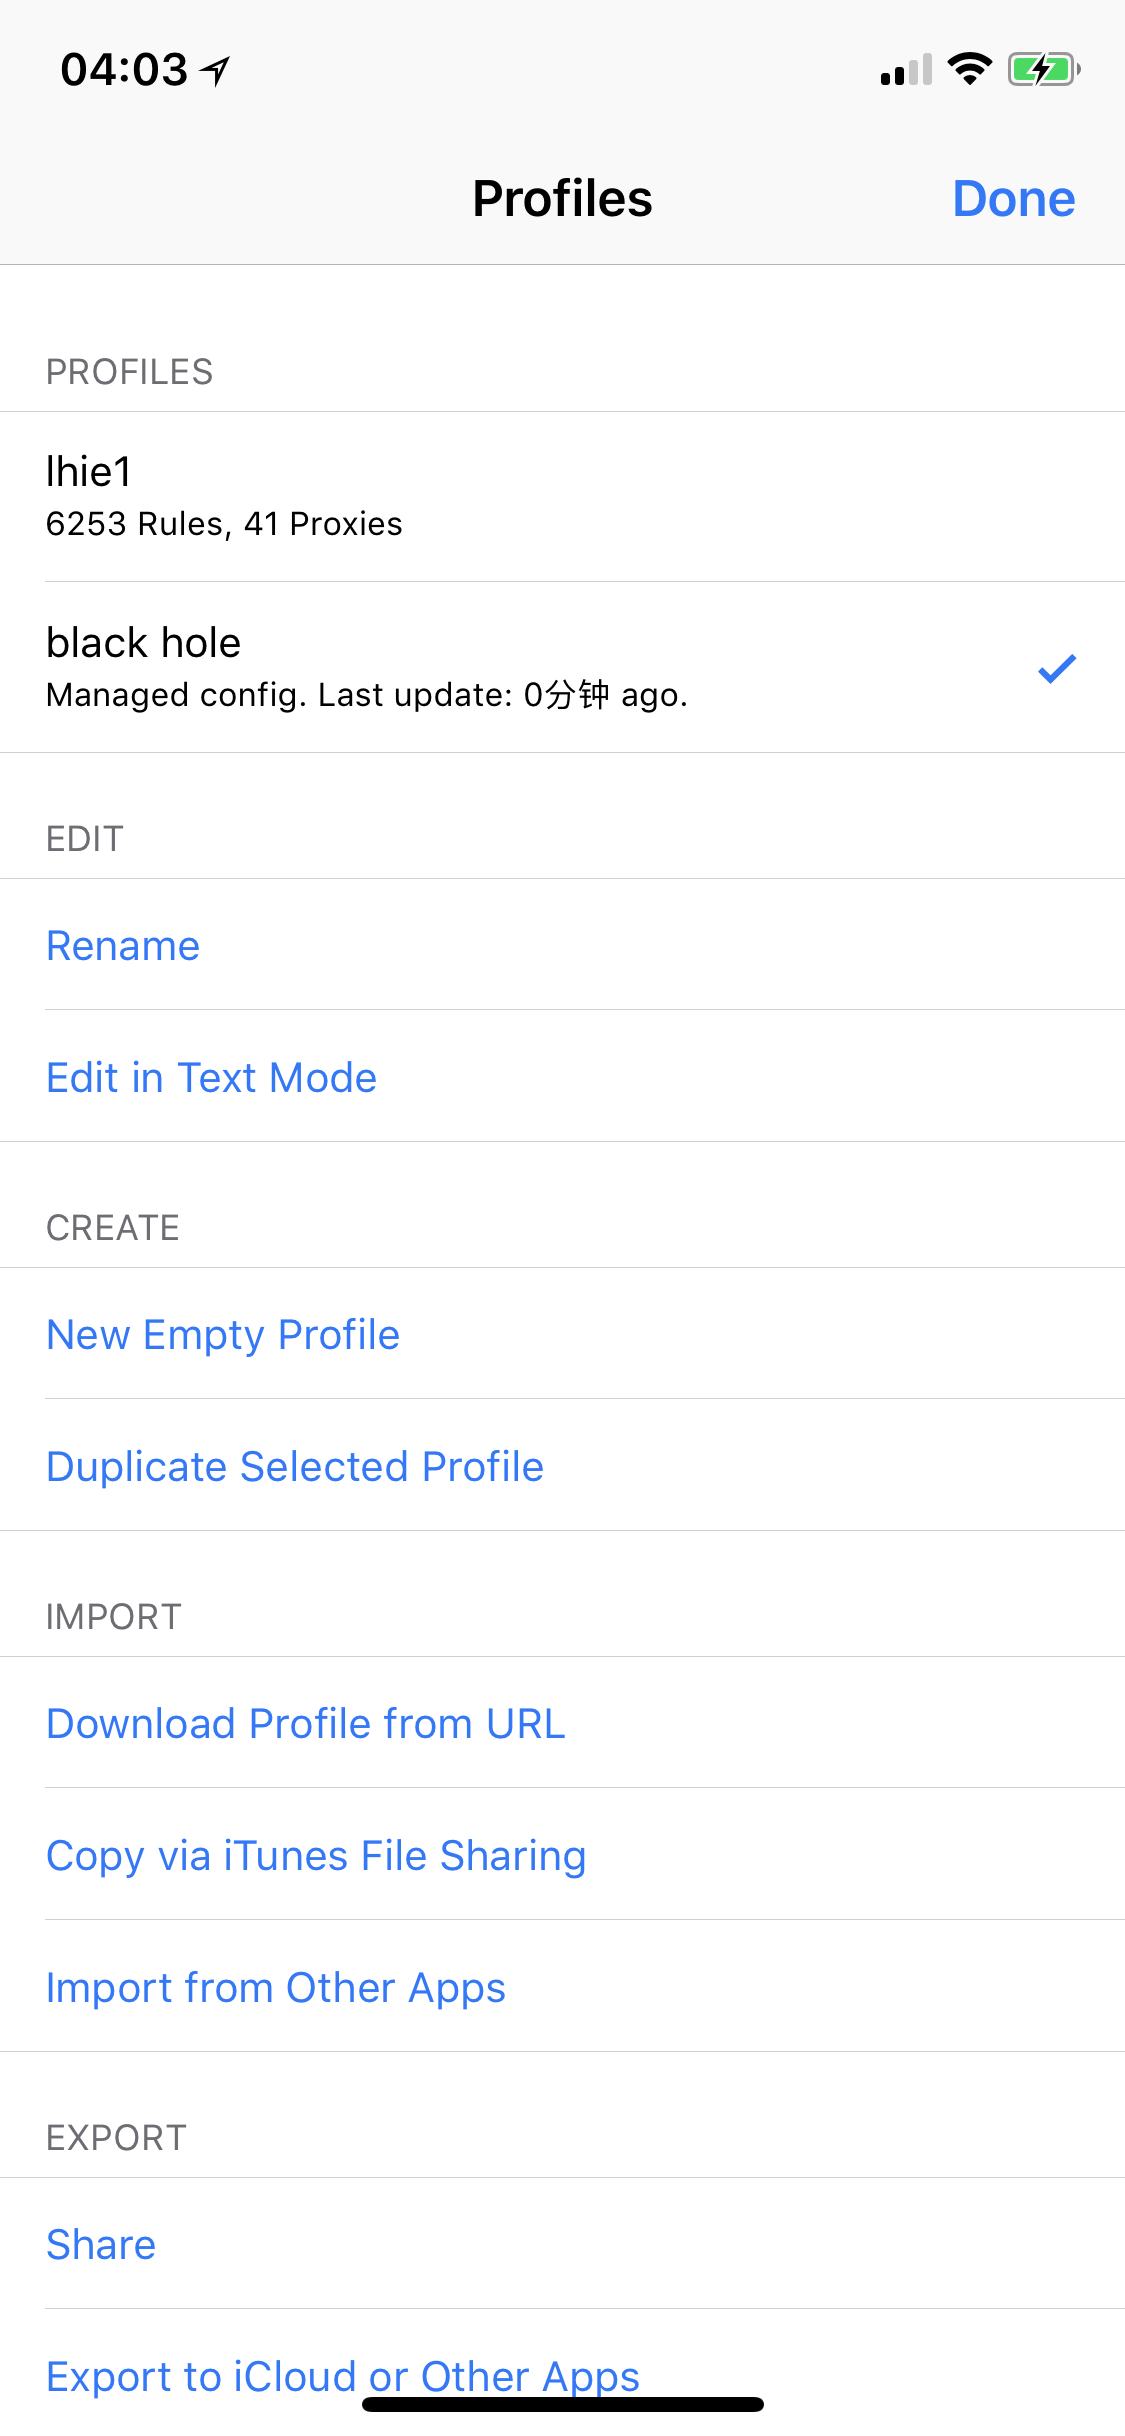 04:03
Profiles
Done
PROFILES
lhie1
6253 Rules, 41 Proxies
black hole
Managed config. Last update: 0分钟 ago.
EDIT
Rename
Edit in Text Mode
CREATE
New Empty Profile
Duplicate Selected Profile
IMPORT
Download Profile from URL
Copy via iTunes File Sharing
Import from Other Apps
EXPORT
Share
Export to iCloud or Other Apps